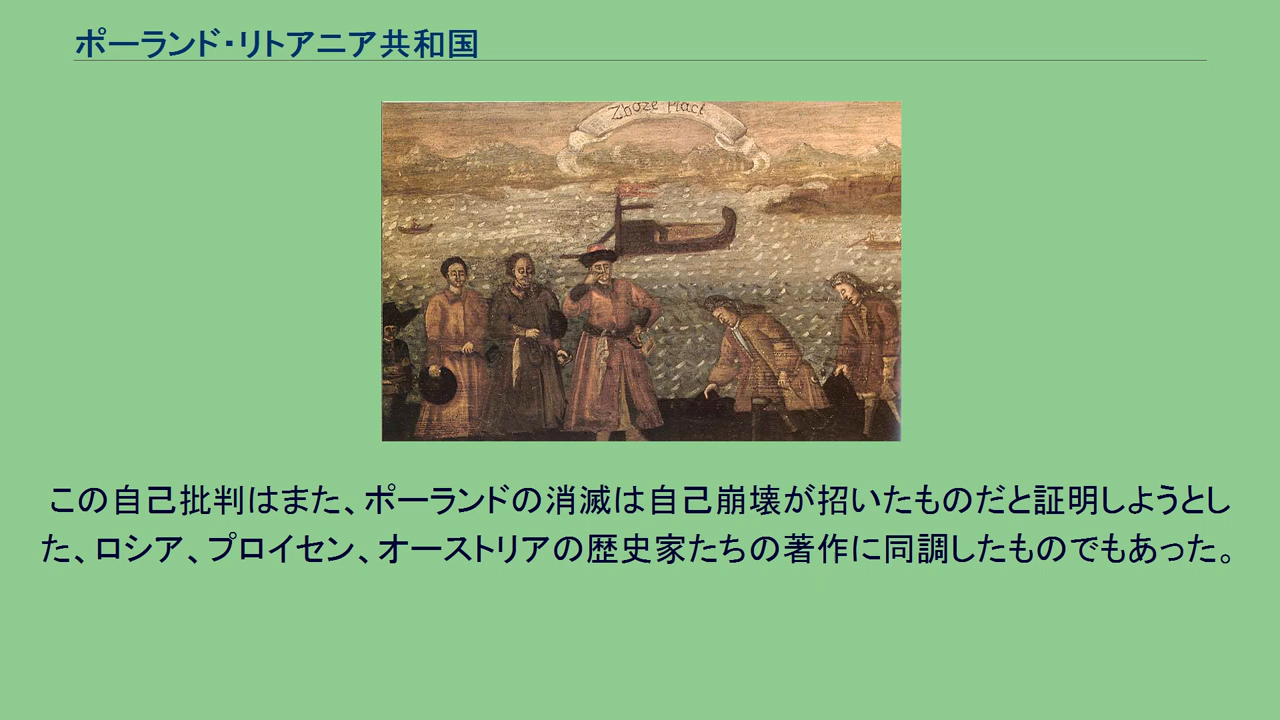 ポーランド・リトアニア共和国
Zboze Płact
この自己批判はまた、ポーランドの消滅は自己崩壊が招いたものだと証明しようとし
た、ロシア、プロイセン、オーストリアの歴史家たちの著作に同調したものでもあった。